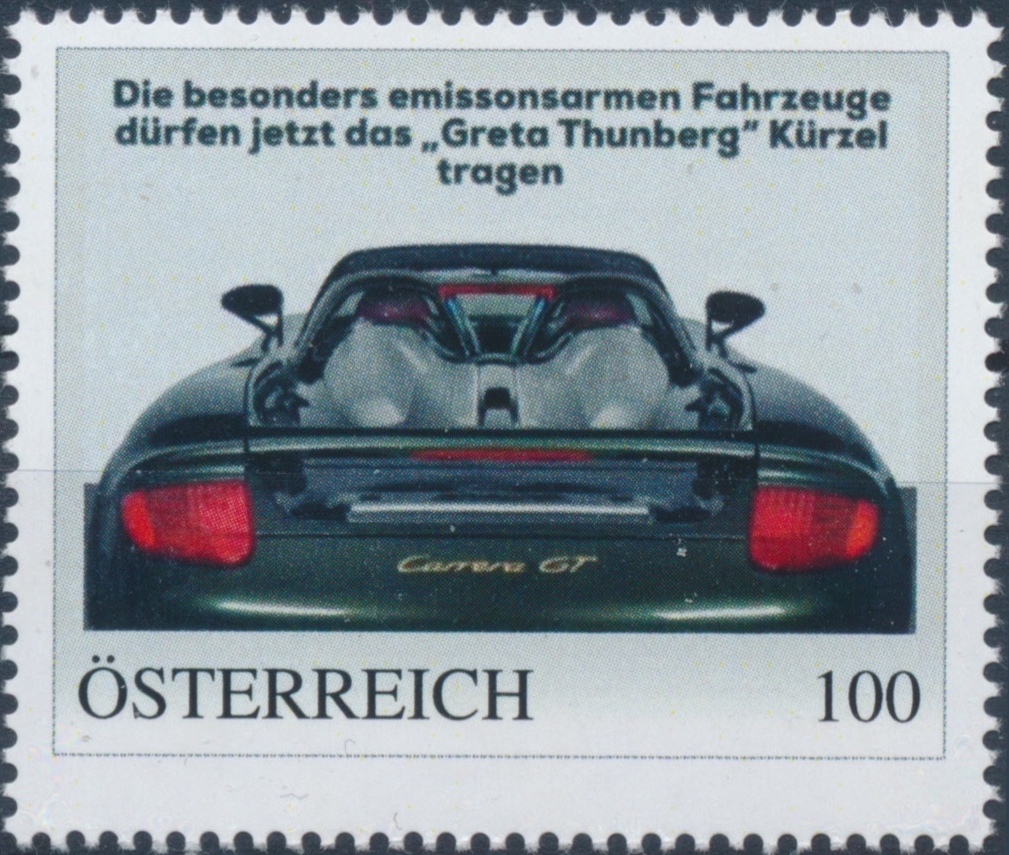 Die besonders emissonsarmen Fahrzeuge
dürfen jetzt das „Greta Thunberg” Kürzel
tragen
Carrera GT
ÖSTERREICH 100